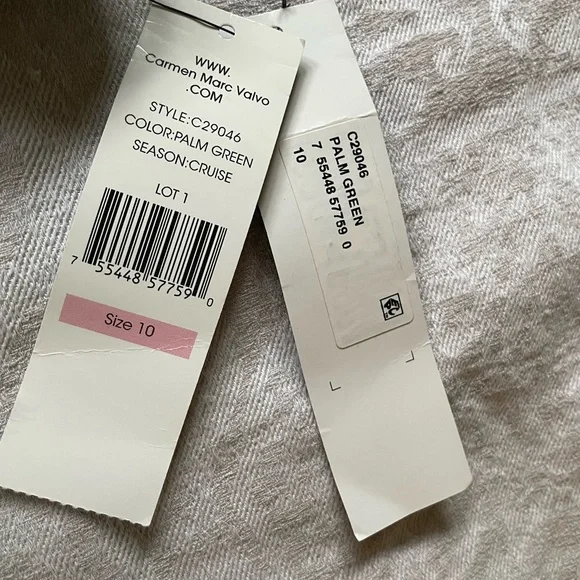 WWW.
Carmen Marc Valvo
.COM
STYLE:C29046
COLOR:PALM GREEN
SEASON:CRUISE
LOT 1
7 55448 57759 0
Size 10
C29046
PALM GREEN
7 55448 57759 0
10